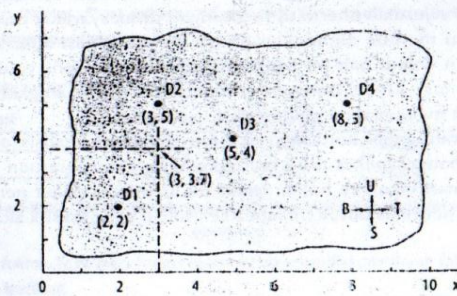 y
6
D2
D4
(3, 5)
(8, 5)
D3
4
(5, 4)
(3, 3.7)
U
D1
2
B T
(2, 2)
S
0 2 4 6 8 10 x